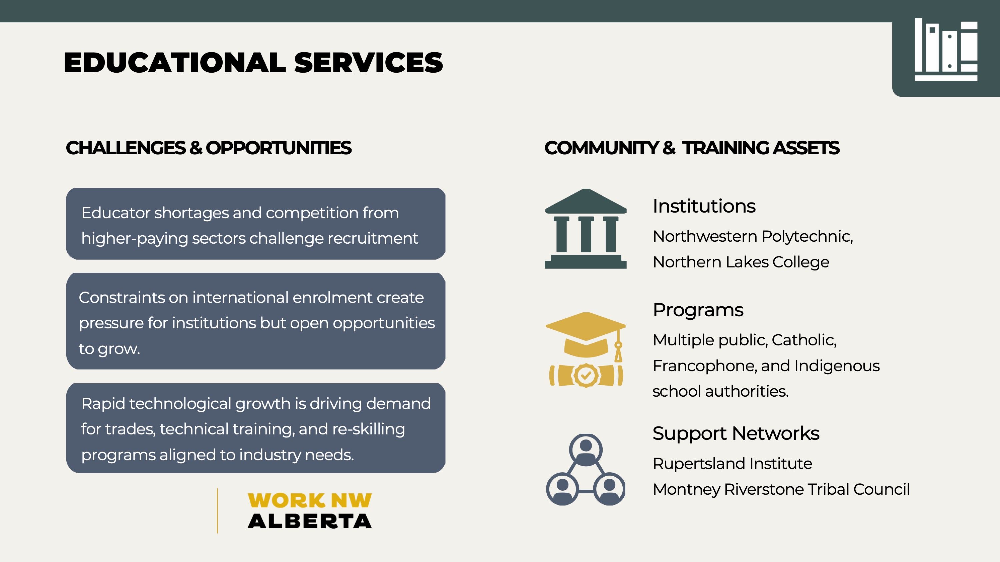 EDUCATIONAL SERVICES
CHALLENGES & OPPORTUNITIES
Educator shortages and competition from
higher-paying sectors challenge recruitment
Constraints on international enrolment create
pressure for institutions but open opportunities
to grow.
Rapid technological growth is driving demand
for trades, technical training, and re-skilling
programs aligned to industry needs.
WORK NW
ALBERTA
COMMUNITY & TRAINING ASSETS
Institutions
Northwestern Polytechnic,
Northern Lakes College
Programs
Multiple public, Catholic,
Francophone, and Indigenous
school authorities.
Support Networks
Rupertsland Institute
Montney Riverstone Tribal Council